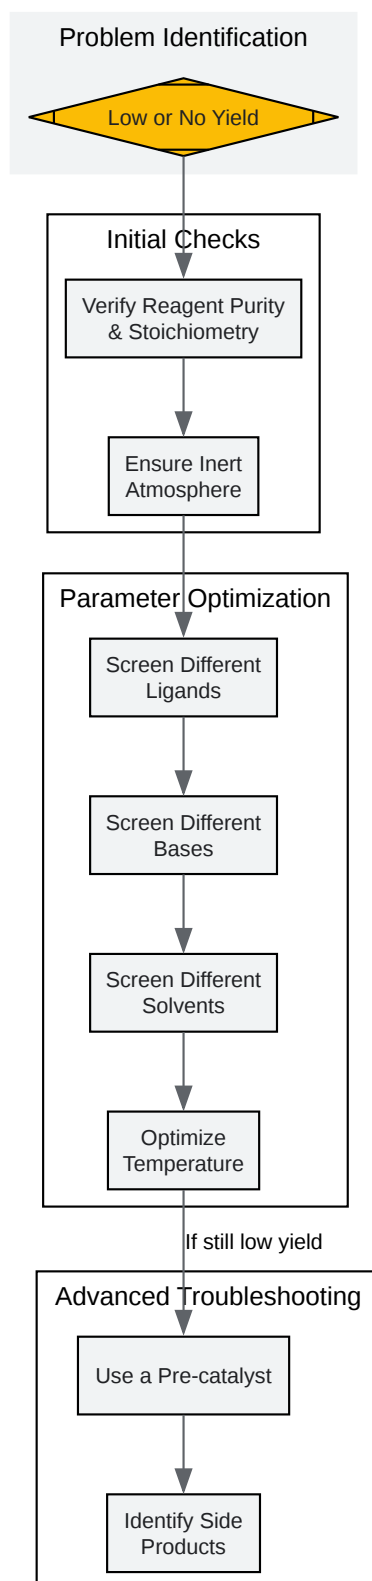 Problem Identification
Low or No Yield
Initial Checks
Verify Reagent Purity
& Stoichiometry
Ensure Inert
Atmosphere
Parameter Optimization
Screen Different
Ligands
Screen Different
Bases
Screen Different
Solvents
Optimize
Temperature
If still low yield
Advanced Troubleshooting
Use a Pre-catalyst
Identify Side
Products